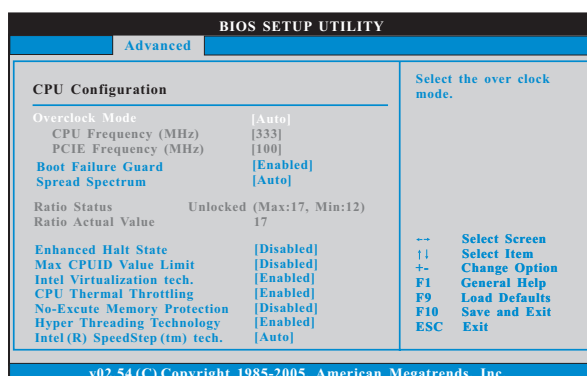 BIOS SETUP UTILITY
Advanced
CPU Configuration
Overclock Mode [Auto]
CPU Frequency (MHz) [333]
PCIE Frequency (MHz) [100]
Boot Failure Guard [Enabled]
Spread Spectrum [Auto]
Ratio Status Unlocked (Max:17, Min:12)
Ratio Actual Value 17
Enhanced Halt State [Disabled]
Max CPUID Value Limit [Disabled]
Intel Virtualization tech. [Enabled]
CPU Thermal Throttling [Enabled]
No-Excute Memory Protection [Disabled]
Hyper Threading Technology [Enabled]
Intel (R) SpeedStep (tm) tech. [Auto]
Select the over clock
mode.
←→ Select Screen
↑↓ Select Item
+- Change Option
F1 General Help
F9 Load Defaults
F10 Save and Exit
ESC Exit
v02.54 (C) Copyright 1985-2005, American Megatrends, Inc.